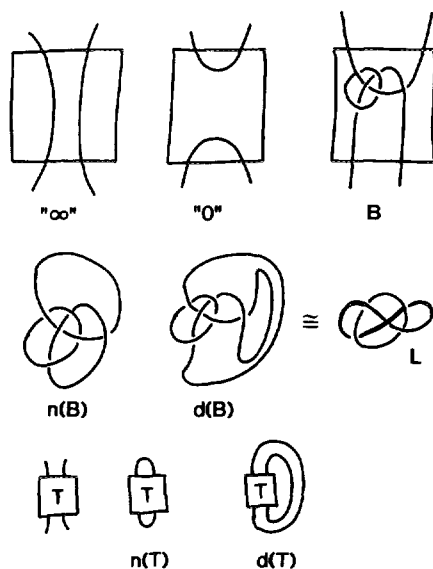 "∞" "0" B
≅ L
n(B) d(B)
T T T
n(T) d(T)